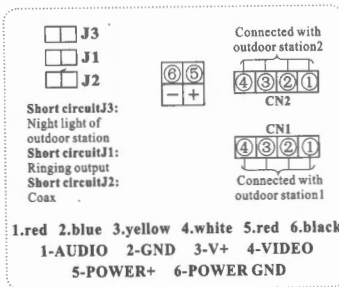 J3
J1
J2
Short circuitJ3:
Night light of
outdoor station
Short circuitJ1:
Ringing output
Short circuitJ2:
Coax
⑥⑤
− +
Connected with
outdoor station2
④③②①
CN2
CN1
④③②①
Connected with
outdoor station1
1.red 2.blue 3.yellow 4.white 5.red 6.black
1-AUDIO 2-GND 3-V+ 4-VIDEO
5-POWER+ 6-POWER GND